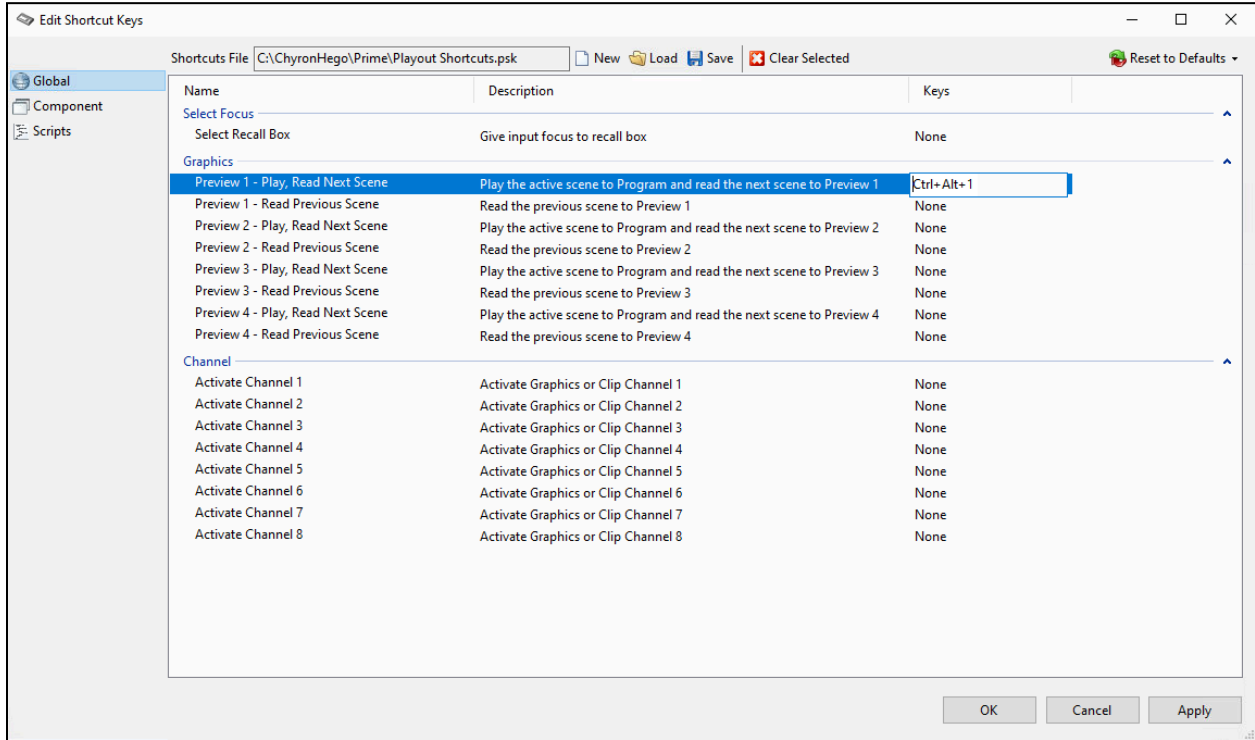 Edit Shortcut Keys
Shortcuts File C:\ChyronHego\Prime\Playout Shortcuts.psk New Load Save Clear Selected Reset to Defaults
Global
Component
Scripts
Name Description Keys
Select Focus
Select Recall Box Give input focus to recall box None
Graphics
Preview 1 - Play, Read Next Scene Play the active scene to Program and read the next scene to Preview 1 Ctrl+Alt+1
Preview 1 - Read Previous Scene Read the previous scene to Preview 1 None
Preview 2 - Play, Read Next Scene Play the active scene to Program and read the next scene to Preview 2 None
Preview 2 - Read Previous Scene Read the previous scene to Preview 2 None
Preview 3 - Play, Read Next Scene Play the active scene to Program and read the next scene to Preview 3 None
Preview 3 - Read Previous Scene Read the previous scene to Preview 3 None
Preview 4 - Play, Read Next Scene Play the active scene to Program and read the next scene to Preview 4 None
Preview 4 - Read Previous Scene Read the previous scene to Preview 4 None
Channel
Activate Channel 1 Activate Graphics or Clip Channel 1 None
Activate Channel 2 Activate Graphics or Clip Channel 2 None
Activate Channel 3 Activate Graphics or Clip Channel 3 None
Activate Channel 4 Activate Graphics or Clip Channel 4 None
Activate Channel 5 Activate Graphics or Clip Channel 5 None
Activate Channel 6 Activate Graphics or Clip Channel 6 None
Activate Channel 7 Activate Graphics or Clip Channel 7 None
Activate Channel 8 Activate Graphics or Clip Channel 8 None
OK Cancel Apply